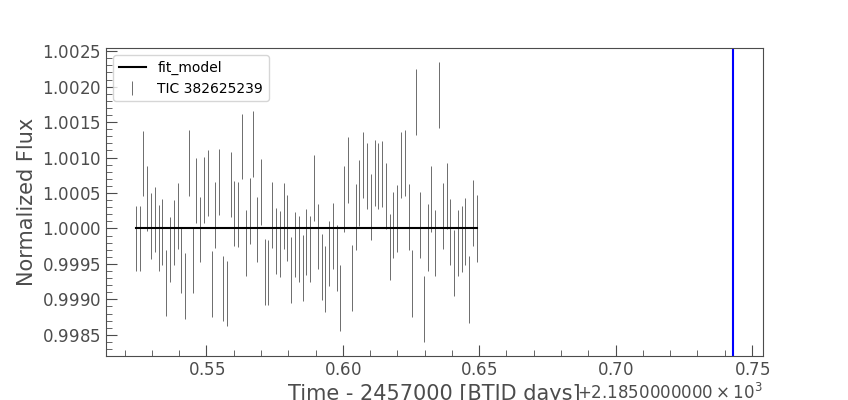 1.0025
1.0020
1.0015
1.0010
1.0005
1.0000
0.9995
0.9990
0.9985
Normalized Flux
fit_model
TIC 382625239
0.55
0.60
0.65
0.70
0.75
Time - 2457000 [BTJD days]
+2.1850000000 × 10³